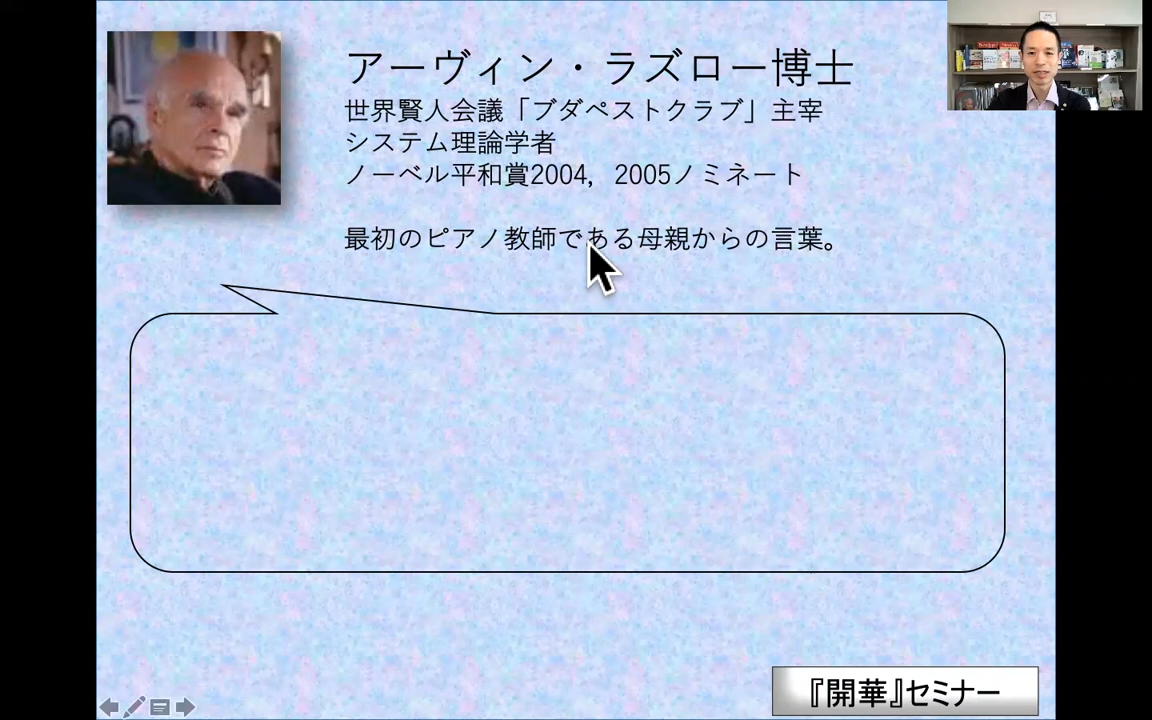 アーヴィン・ラズロー博士
世界賢人会議「ブダペストクラブ」主宰
システム理論学者
ノーベル平和賞2004，2005ノミネート
最初のピアノ教師である母親からの言葉。
『開華』セミナー